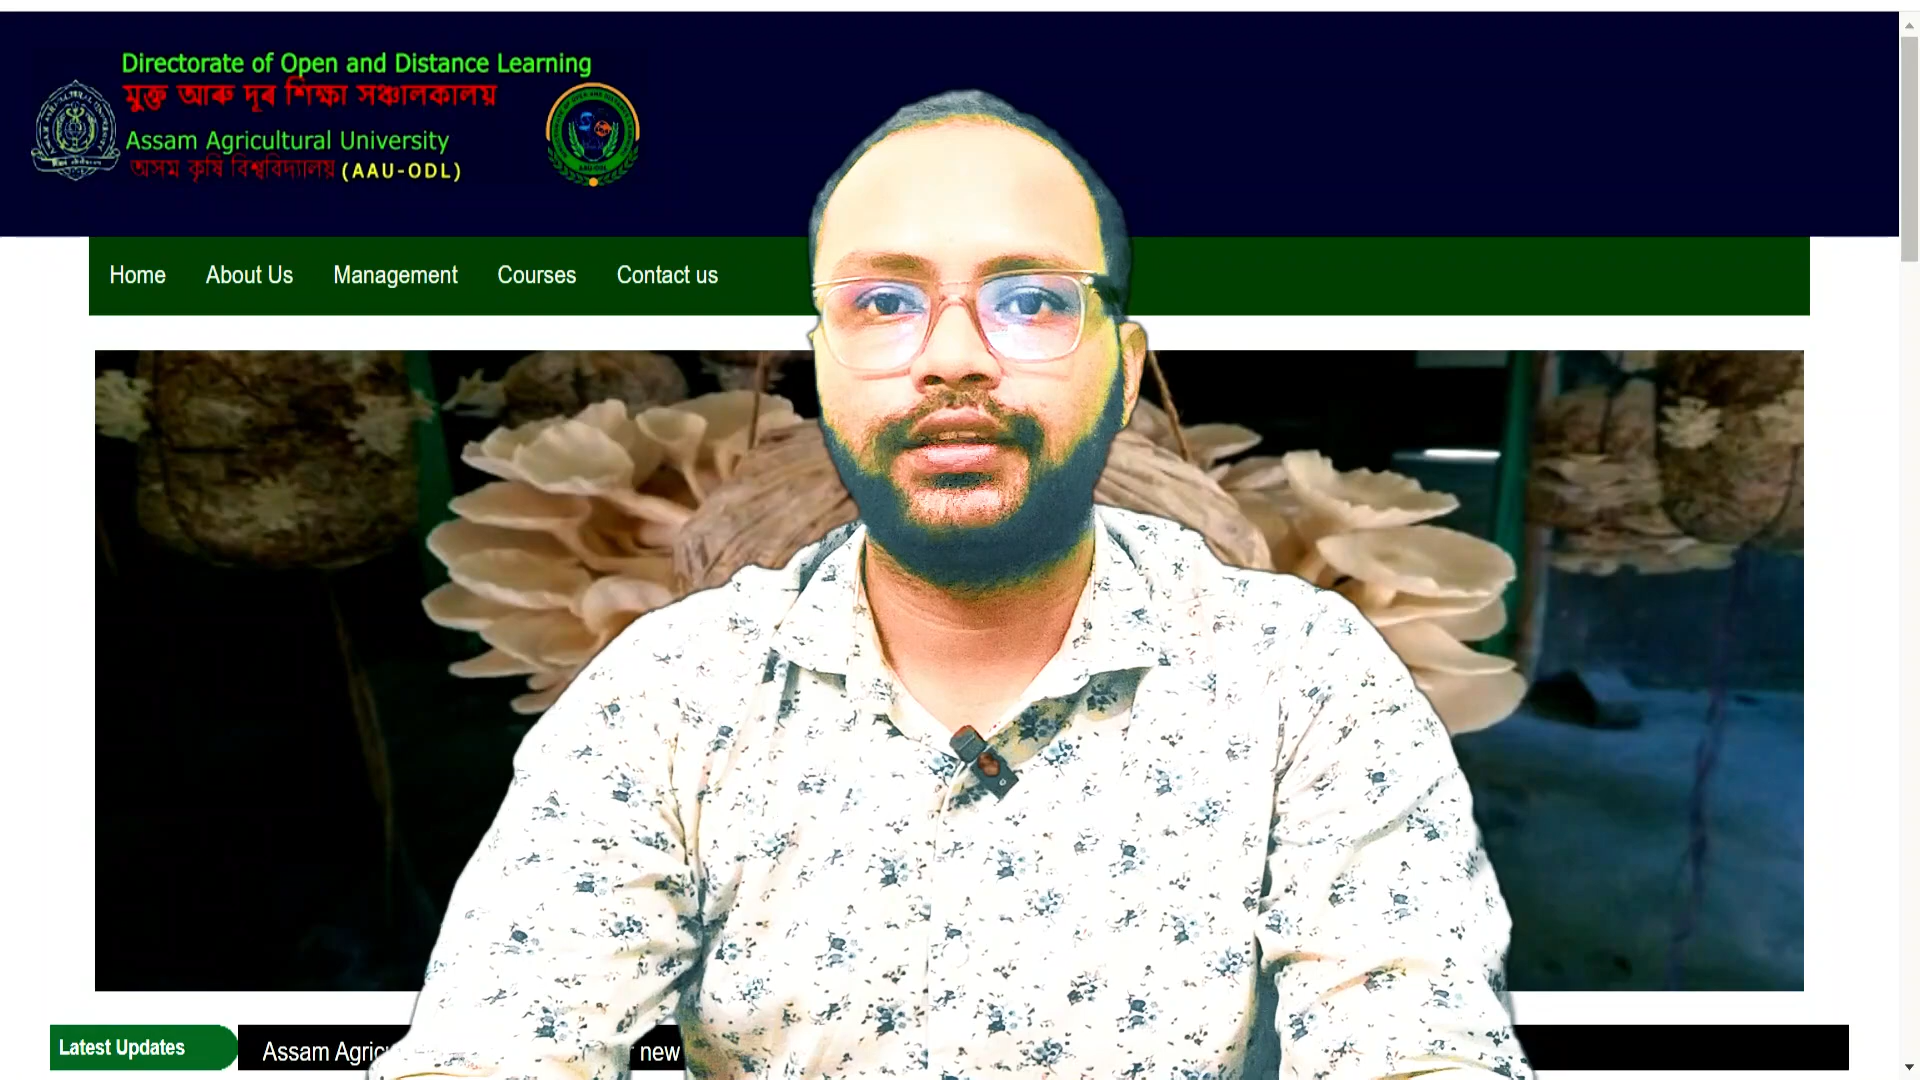 Directorate of Open and Distance Learning
মুক্ত আৰু দূৰ শিক্ষা সঞ্চালকালয়
Assam Agricultural University
অসম কৃষি বিশ্ববিদ্যালয় (AAU-ODL)
Home About Us Management Courses Contact us
Latest Updates Assam new